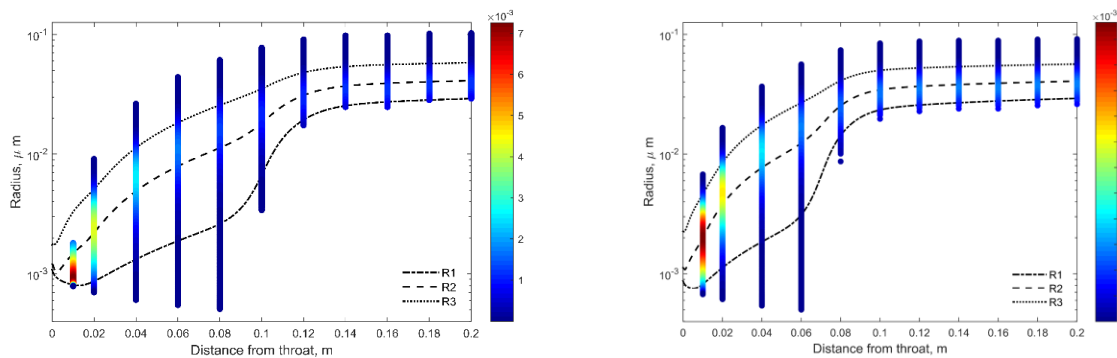 ×10⁻³
10⁻¹
7
6
5
Radius, μ m
10⁻²
4
3
2
10⁻³
R1
R2
R3
1
0 0.02 0.04 0.06 0.08 0.1 0.12 0.14 0.16 0.18 0.2
Distance from throat, m
×10⁻³
10⁻¹
Radius, μ m
10⁻²
10⁻³
R1
R2
R3
0 0.02 0.04 0.06 0.08 0.1 0.12 0.14 0.16 0.18 0.2
Distance from throat, m